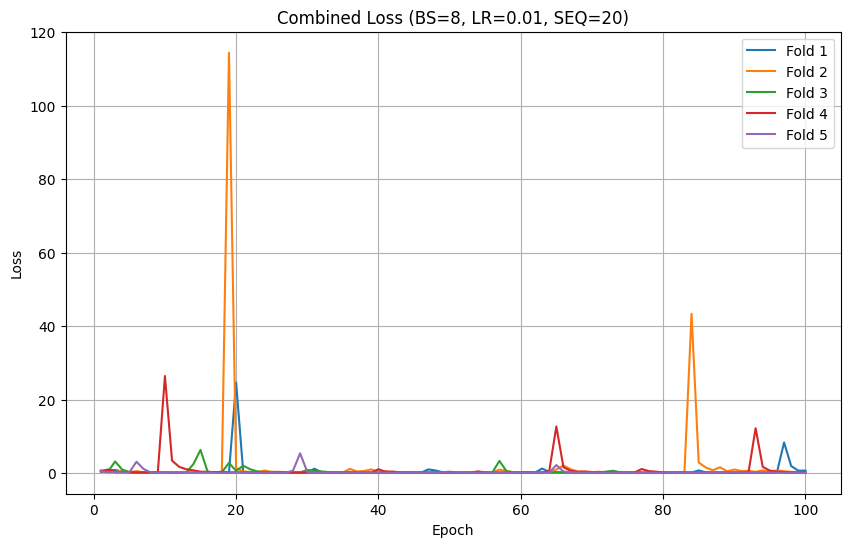 Combined Loss (BS=8, LR=0.01, SEQ=20)
Fold 1
Fold 2
Fold 3
Fold 4
Fold 5
120
100
80
60
40
20
0
Loss
0 20 40 60 80 100
Epoch